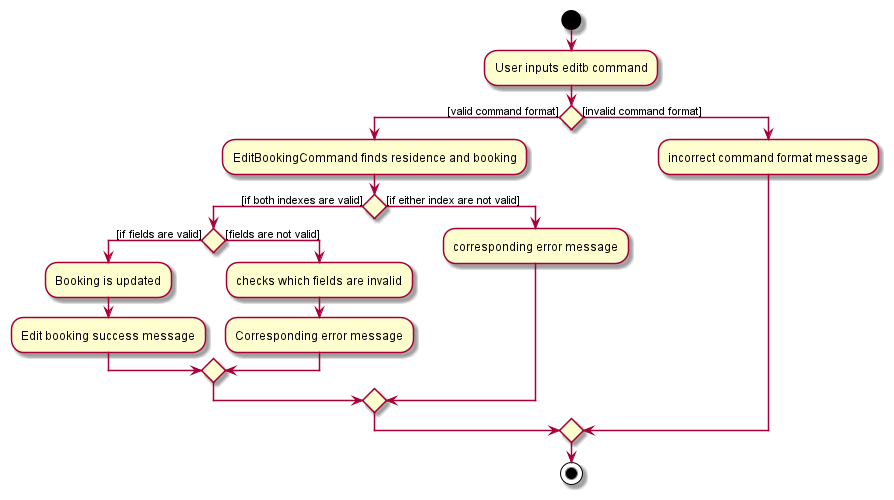 User inputs editb command
[valid command format]
[invalid command format]
EditBookingCommand finds residence and booking
incorrect command format message
[if both indexes are valid]
[if either index are not valid]
[if fields are valid]
[fields are not valid]
corresponding error message
Booking is updated
checks which fields are invalid
Edit booking success message
Corresponding error message